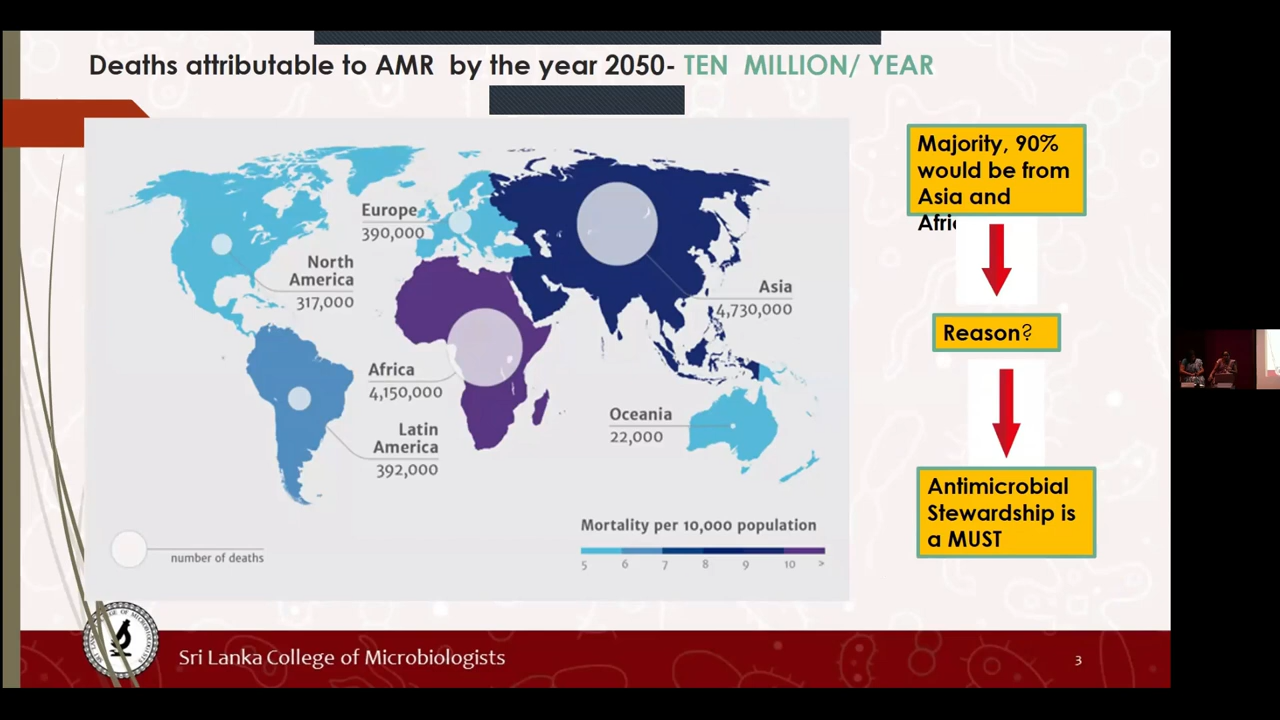 Deaths attributable to AMR by the year 2050- TEN MILLION/ YEAR
Majority, 90%
would be from
Asia and
Reason?
Antimicrobial
Stewardship is
a MUST
Europe
390,000
North
America
317,000
Asia
4,730,000
Africa
4,150,000
Latin
America
392,000
Oceania
22,000
Mortality per 10,000 population
5 6 7 8 9 10 >
number of deaths
Sri Lanka College of Microbiologists
3